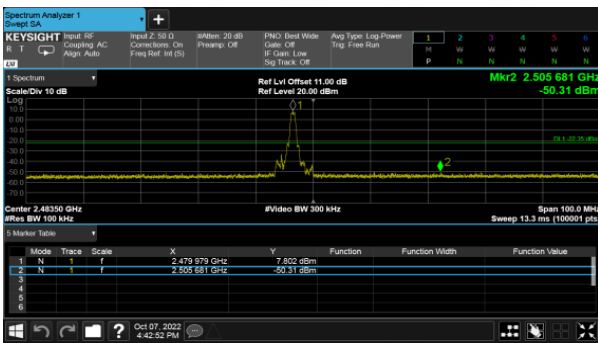 Spectrum Analyzer 1
Swept SA
+
KEYSIGHT Input: RF Input Z: 50 Ω #Atten: 20 dB PNO: Best Wide Avg Type: Log-Power 1 2 3 4 5 6
R T Coupling: AC Corrections: On Preamp: Off Gate: Off Trig: Free Run M W W W W W
Align: Auto Freq Ref: Int (S) IF Gain: Low P N N N N N
LXI Sig Track: Off
1 Spectrum Ref Lvl Offset 11.00 dB Mkr2 2.505 681 GHz
Scale/Div 10 dB Ref Level 20.00 dBm -50.31 dBm
Log
10.0
0.00
-10.0
-20.0
-30.0
-40.0
-50.0
-60.0
-70.0
1
2
Center 2.48350 GHz #Video BW 300 kHz Span 100.0 MHz
#Res BW 100 kHz Sweep 13.3 ms (100001 pts)
5 Marker Table
Mode Trace Scale X Y Function Function Width Function Value
1 N 1 f 2.479 979 GHz 7.802 dBm
2 N 1 f 2.505 681 GHz -50.31 dBm
3
4
5
6
? Oct 07, 2022
4:42:52 PM